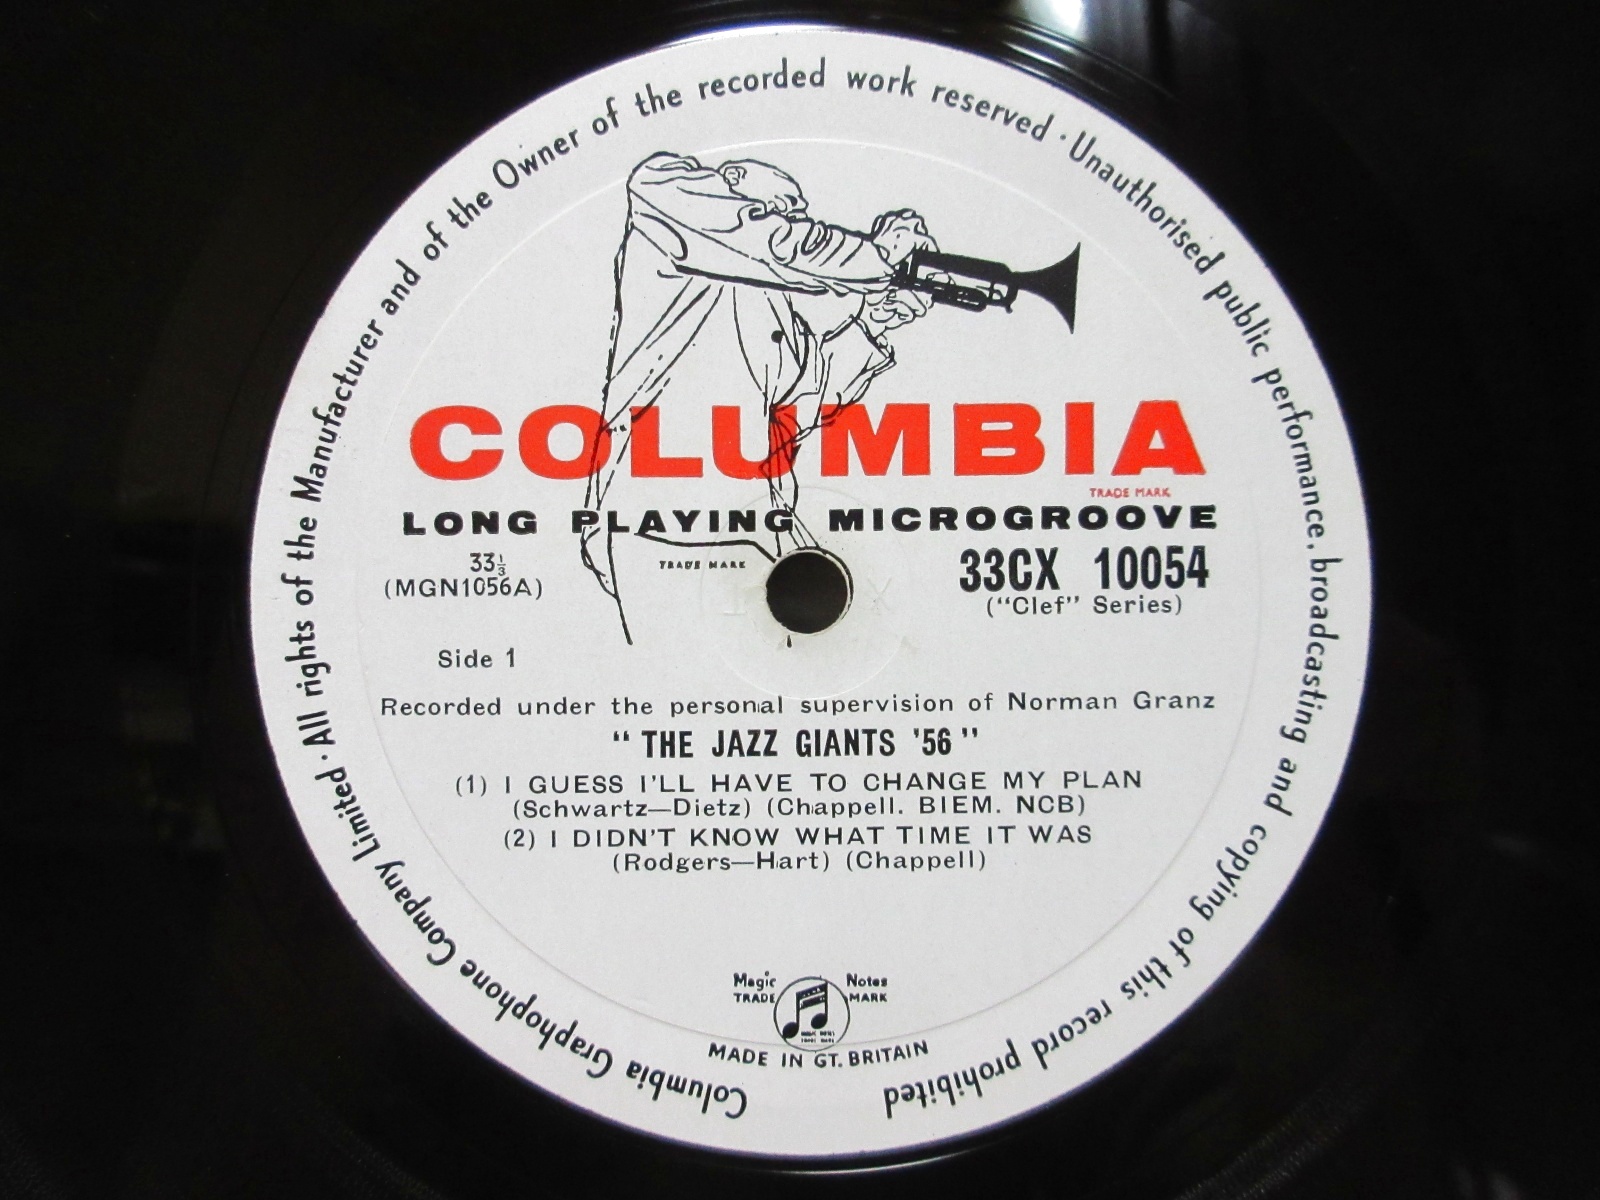 Columbia Graphophone Company Limited · All rights of the Manufacturer and of the Owner of the recorded work reserved · Unauthorised public performance, broadcasting and copying of this record prohibited
COLUMBIA
TRADE MARK
LONG PLAYING MICROGROOVE
33⅓
TRADE MARK
33CX 10054
(MGN1056A)
("Clef" Series)
Side 1
Recorded under the personal supervision of Norman Granz
"THE JAZZ GIANTS '56"
(1) I GUESS I'LL HAVE TO CHANGE MY PLAN
(Schwartz—Dietz) (Chappell. BIEM. NCB)
(2) I DIDN'T KNOW WHAT TIME IT WAS
(Rodgers—Hart) (Chappell)
Magic Notes
TRADE MARK
MADE IN GT. BRITAIN